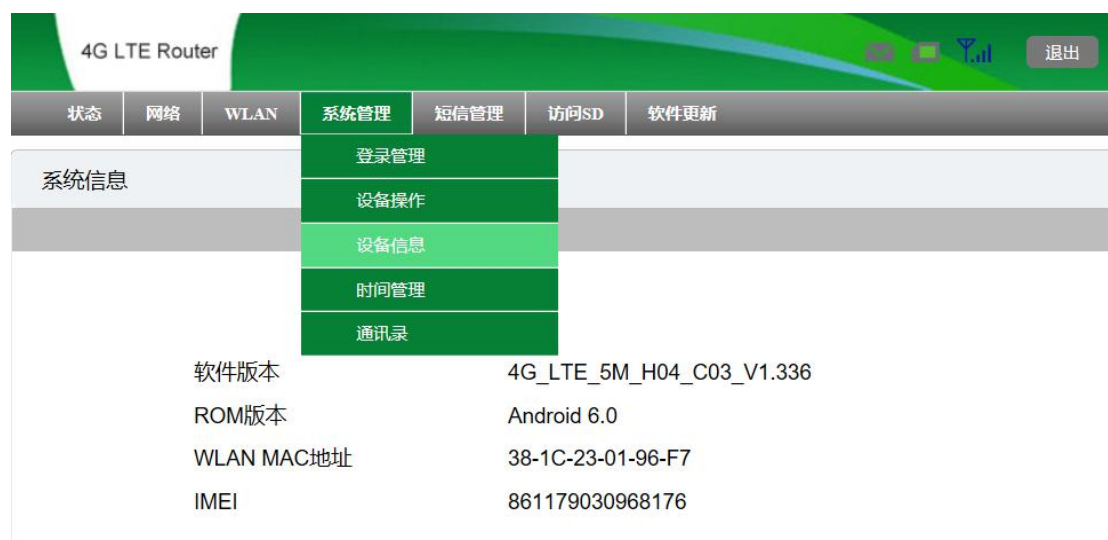 4G LTE Router
退出
状态 网络 WLAN 系统管理 短信管理 访问SD 软件更新
登录管理
系统信息
设备操作
设备信息
时间管理
通讯录
软件版本 4G_LTE_5M_H04_C03_V1.336
ROM版本 Android 6.0
WLAN MAC地址 38-1C-23-01-96-F7
IMEI 861179030968176